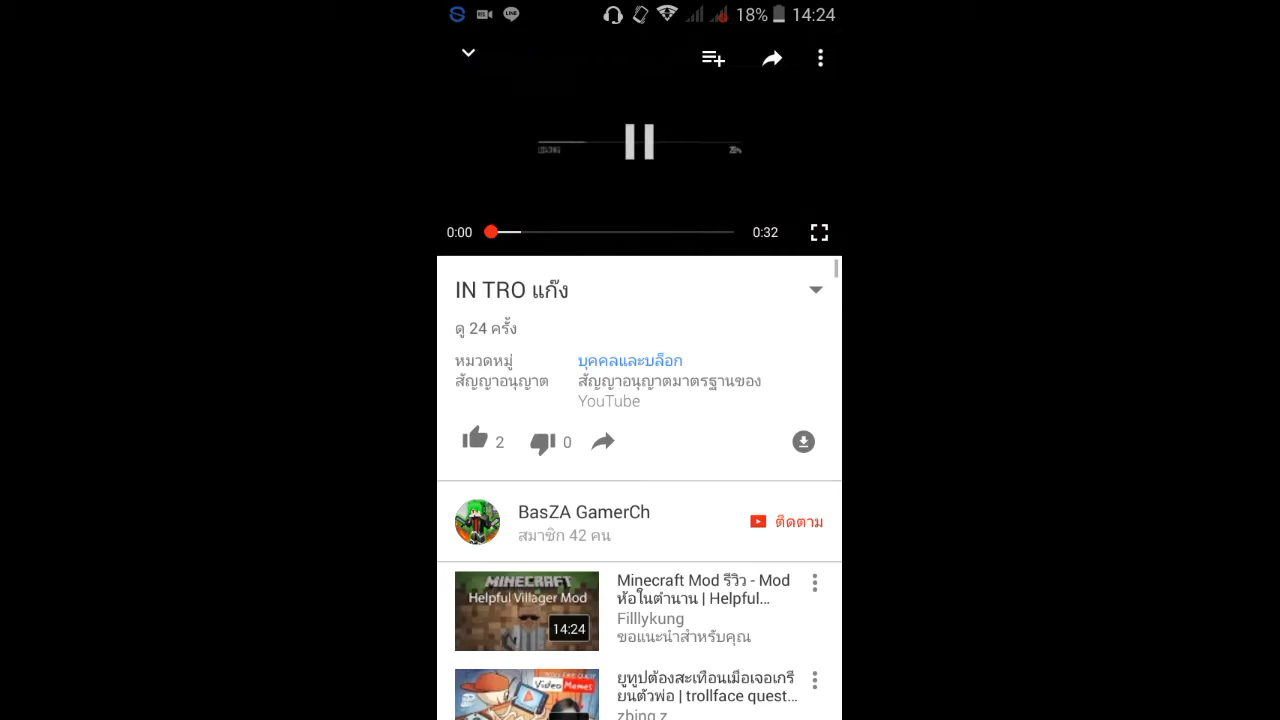 LINE
18% 14:24
LOADING 25%
0:00 0:32
IN TRO แก๊ง
ดู 24 ครั้ง
หมวดหมู่ บุคคลและบล็อก
สัญญาอนุญาต สัญญาอนุญาตมาตรฐานของ
YouTube
2 0
BasZA GamerCh
สมาชิก 42 คน
ติดตาม
MINECRAFT
Helpful Villager Mod
14:24
Minecraft Mod รีวิว - Mod
ห้อในตำนาน | Helpful...
Filllykung
ขอแนะนำสำหรับคุณ
Video Memes
ยูทูปต้องสะเทือนเมื่อเจอเกรี
ยนตัวพ่อ | trollface quest...
zbing z.